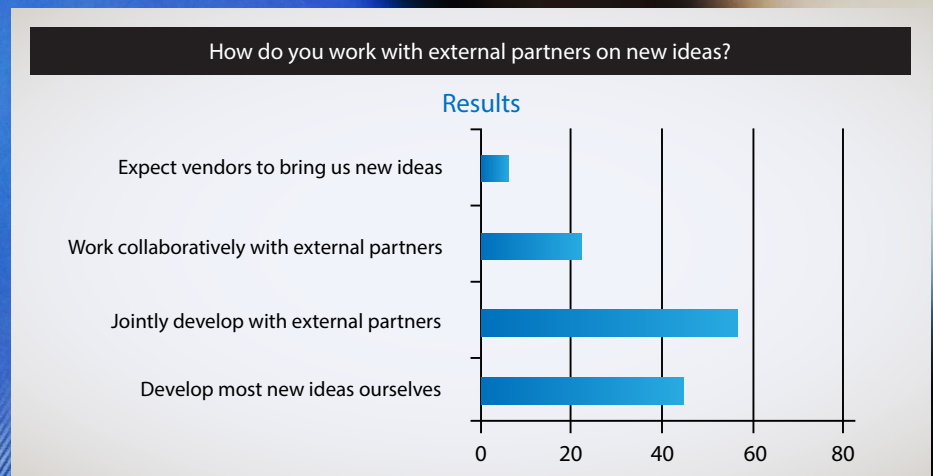 How do you work with external partners on new ideas?
Results
Expect vendors to bring us new ideas
Work collaboratively with external partners
Jointly develop with external partners
Develop most new ideas ourselves
0 20 40 60 80